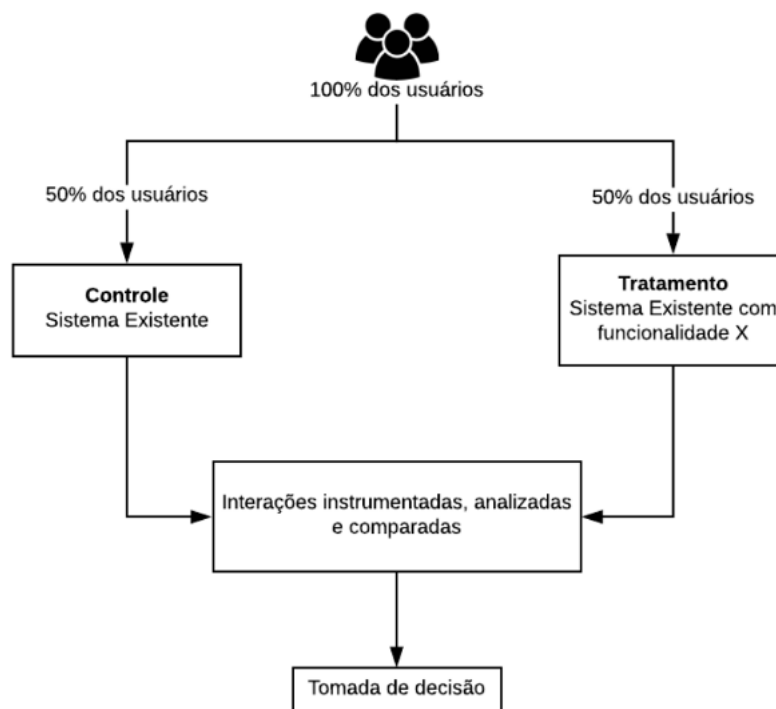 100% dos usuários
50% dos usuários
50% dos usuários
Controle
Sistema Existente
Tratamento
Sistema Existente com
funcionalidade X
Interações instrumentadas, analizadas
e comparadas
Tomada de decisão